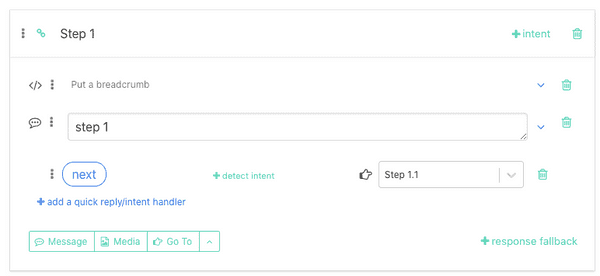 Step 1
+ intent
</> Put a breadcrumb
step 1
next
+ detect intent
Step 1.1
+ add a quick reply/intent handler
Message
Media
Go To
+ response fallback